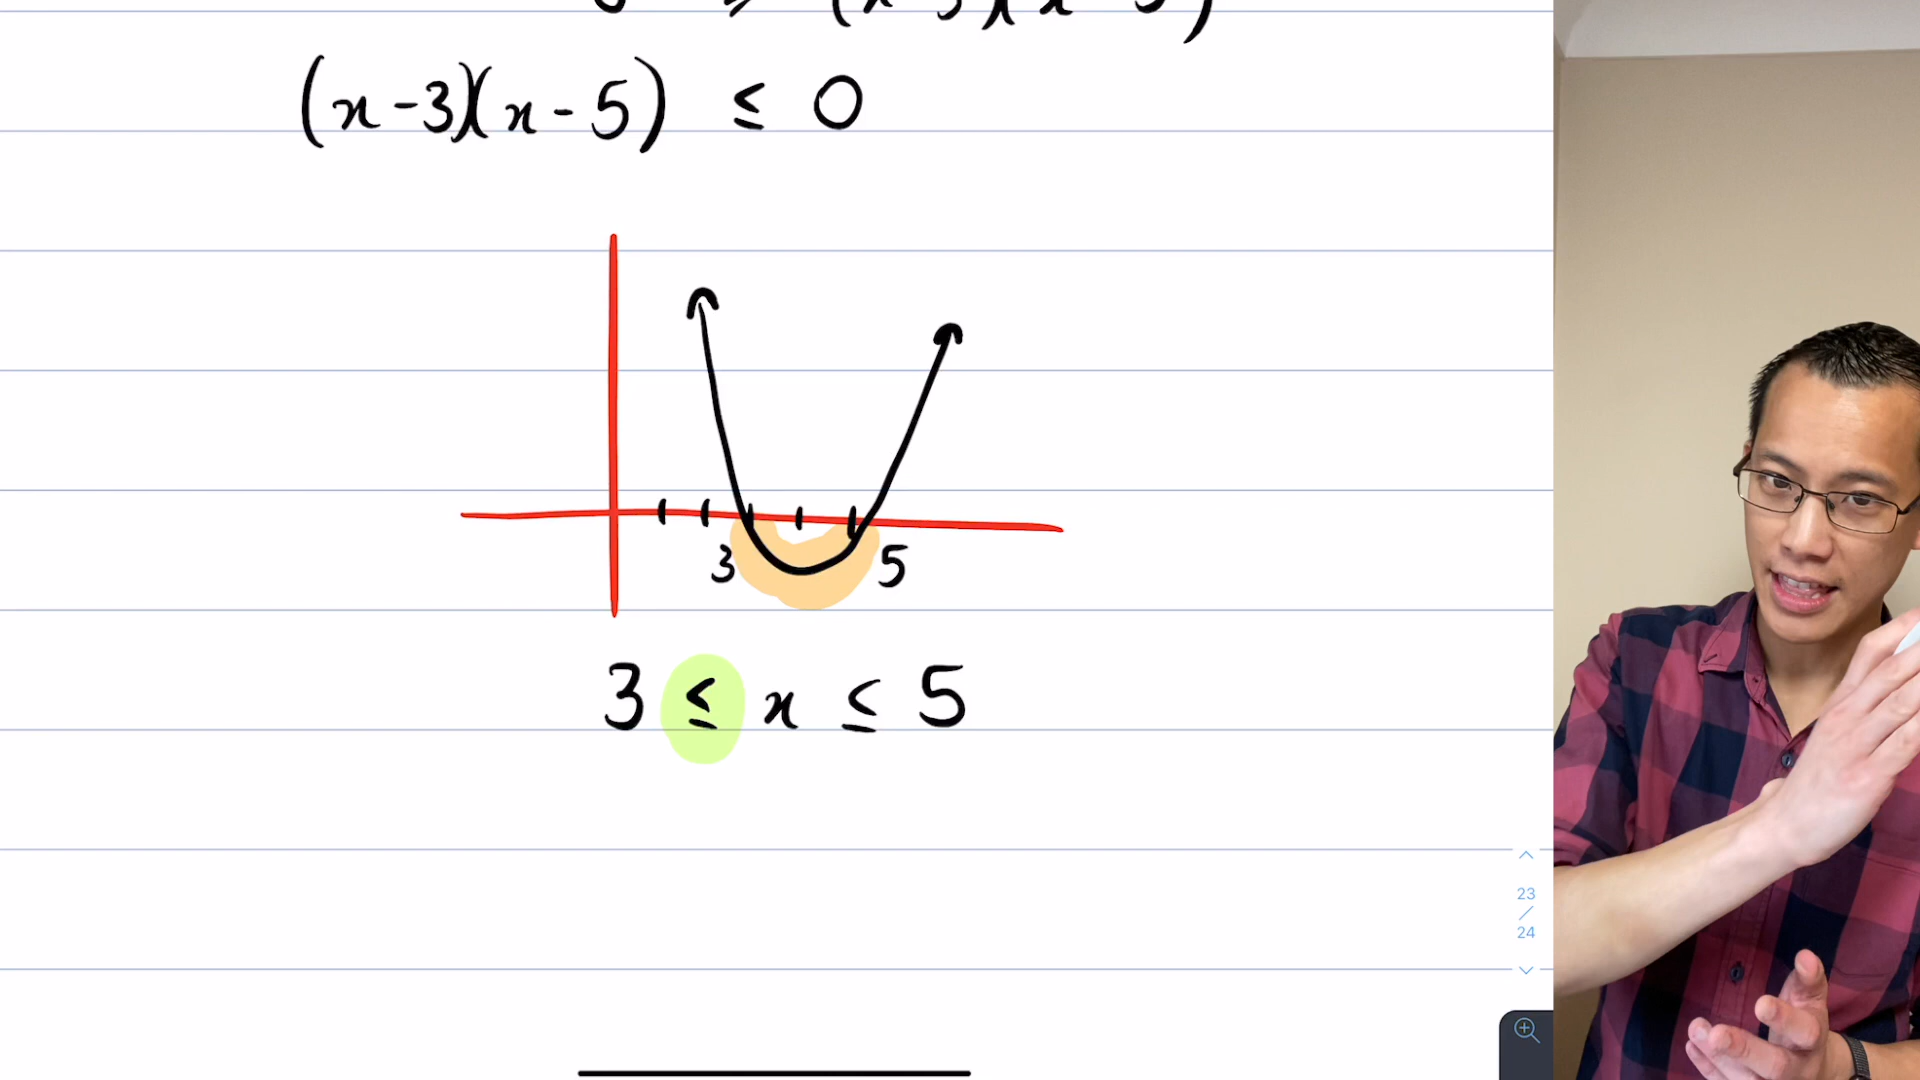 (x-3)(x-5) ≤ 0
3 5
3 ≤ x ≤ 5
23
/
24